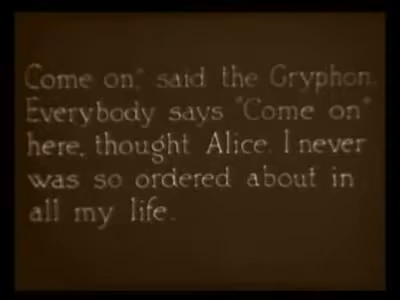 Come on," said the Gryphon.
Everybody says "Come on"
here, thought Alice. I never
was so ordered about in
all my life.